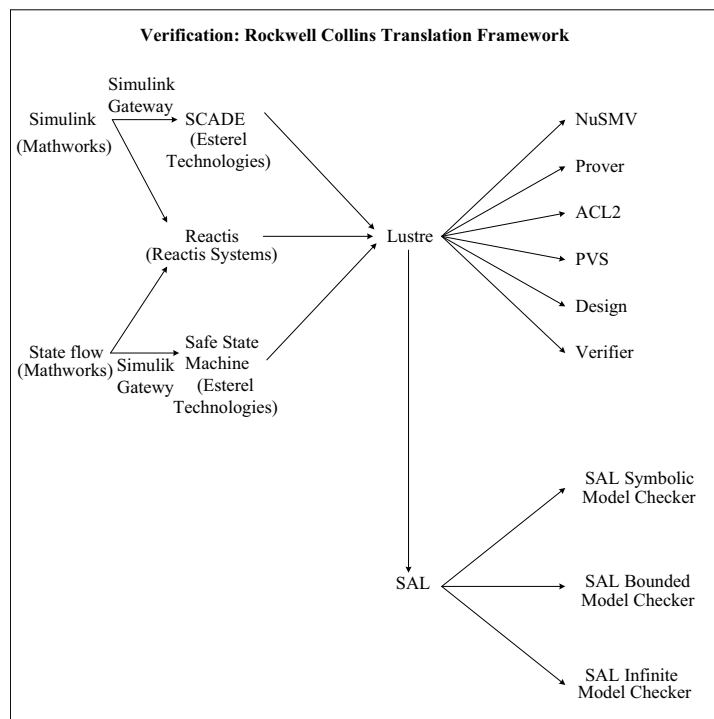 Verification: Rockwell Collins Translation Framework
Simulink
Gateway
Simulink
(Mathworks)
SCADE
(Esterel
Technologies)
Reactis
(Reactis Systems)
State flow
(Mathworks)
Simulik
Gatewy
Safe State
Machine
(Esterel
Technologies)
Lustre
NuSMV
Prover
ACL2
PVS
Design
Verifier
SAL
SAL Symbolic
Model Checker
SAL Bounded
Model Checker
SAL Infinite
Model Checker